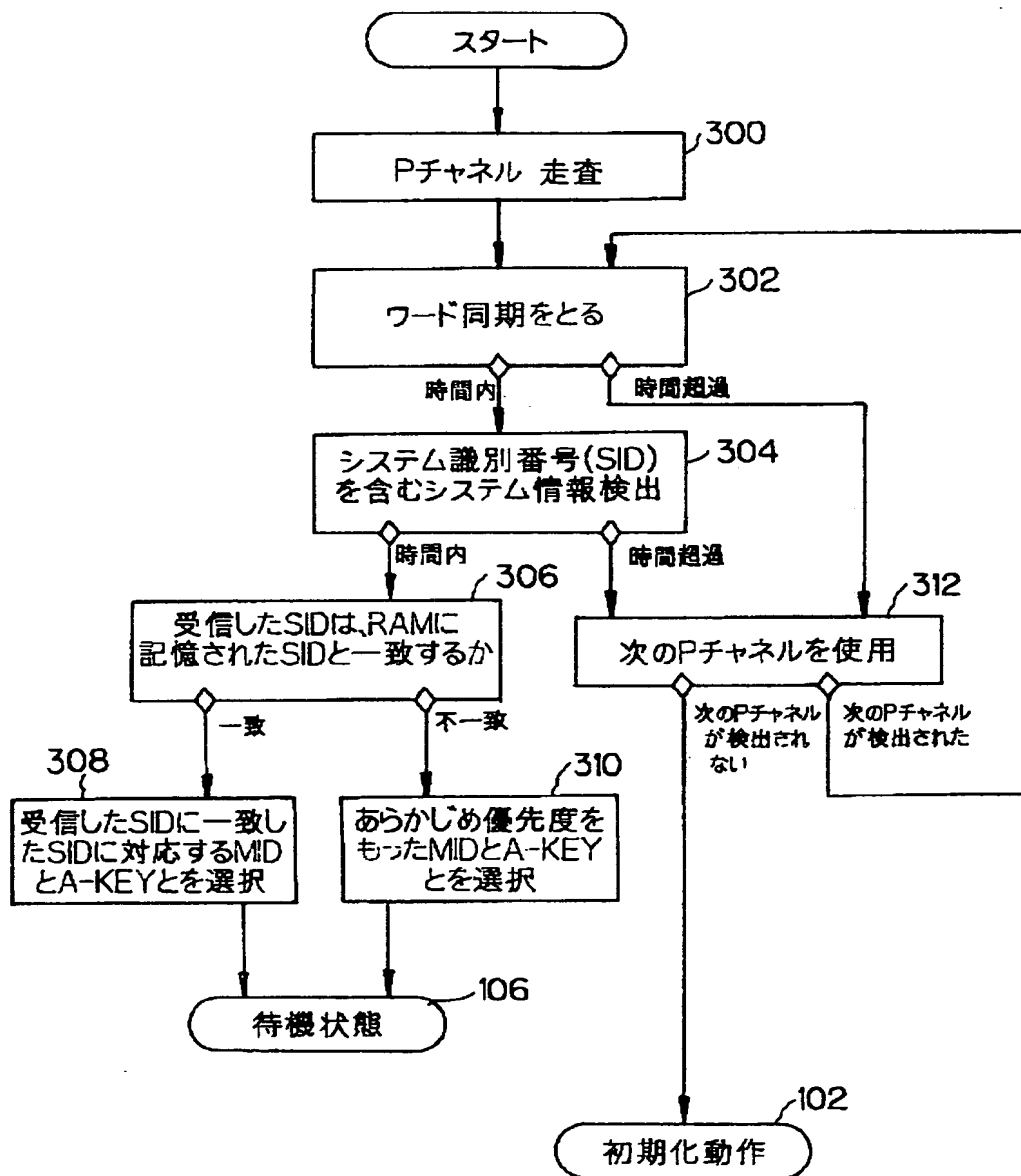 スタート
300
Pチャネル 走査
302
ワード同期をとる
時間内
時間超過
304
システム識別番号(SID)
を含むシステム情報検出
時間内
時間超過
306
受信したSIDは、RAMに
記憶されたSIDと一致するか
312
次のPチャネルを使用
一致
不一致
次のPチャネル
が検出され
ない
次のPチャネル
が検出された
308
受信したSIDに一致し
たSIDに対応するMID
とA-KEYとを選択
310
あらかじめ優先度を
もったMIDとA-KEY
とを選択
106
待機状態
102
初期化動作